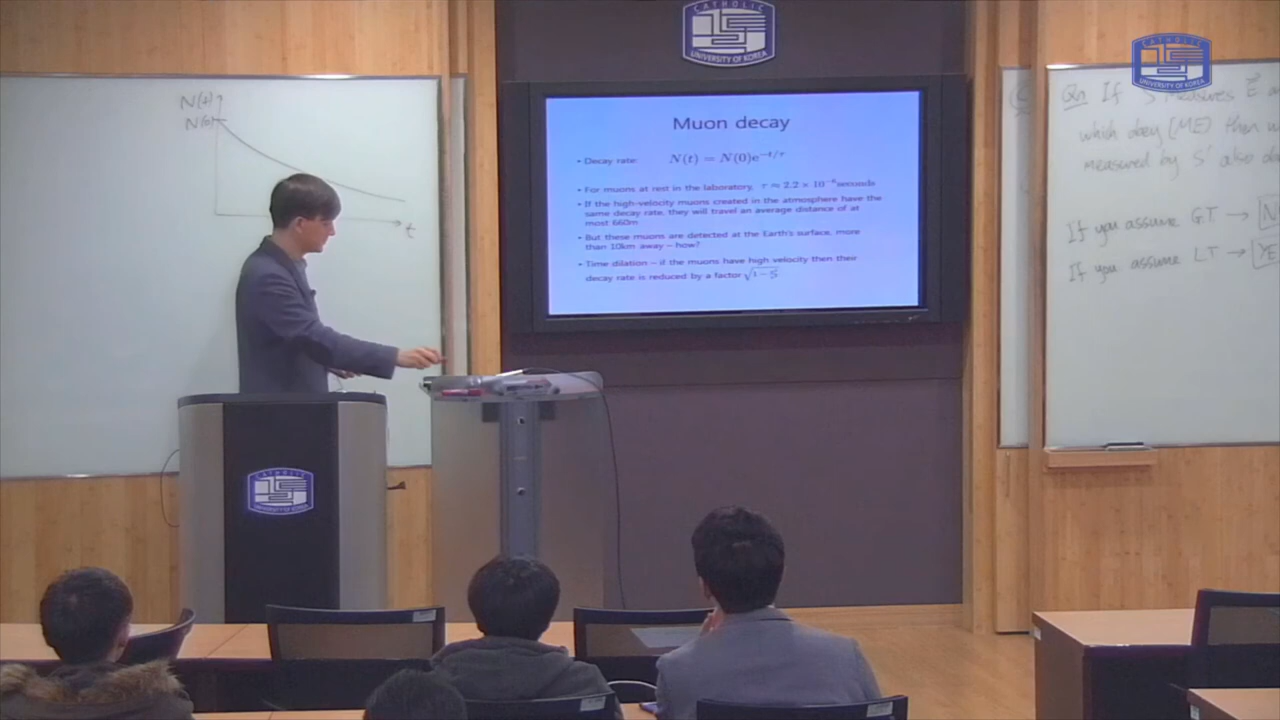 CATHOLIC
UNIVERSITY OF KOREA
CATHOLIC
UNIVERSITY OF KOREA
N(t)
N(0)
t
Muon decay
• Decay rate: N(t) = N(0)e^{−t/τ}
• For muons at rest in the laboratory, τ ≈ 2.2 × 10^{−6} seconds
• If the high-velocity muons created in the atmosphere have the
same decay rate, they will travel an average distance of at
most 660m
• But these muons are detected at the Earth's surface, more
than 10km away – how?
• Time dilation – if the muons have high velocity then their
decay rate is reduced by a factor
Qn If S measures E⃗
which obey (ME) then
measured by S' also
If you assume G.T. → N
If you assume LT → YE
CATHOLIC
UNIVERSITY OF KOREA